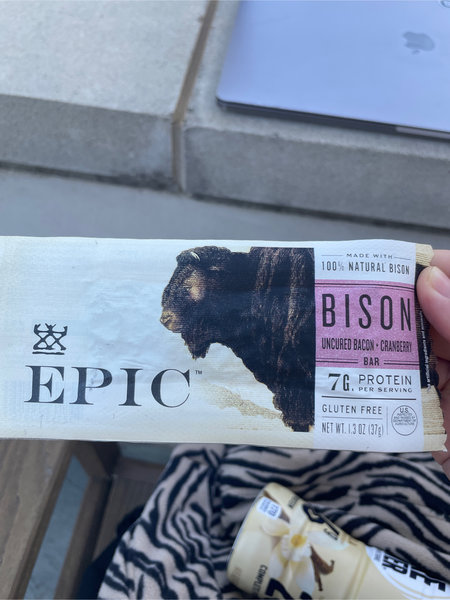 MADE WITH
100% NATURAL BISON
BISON
UNCURED BACON + CRANBERRY
BAR
7G. PROTEIN
PER SERVING
GLUTEN FREE
NET WT. 1.3 OZ (37g)
EPIC™